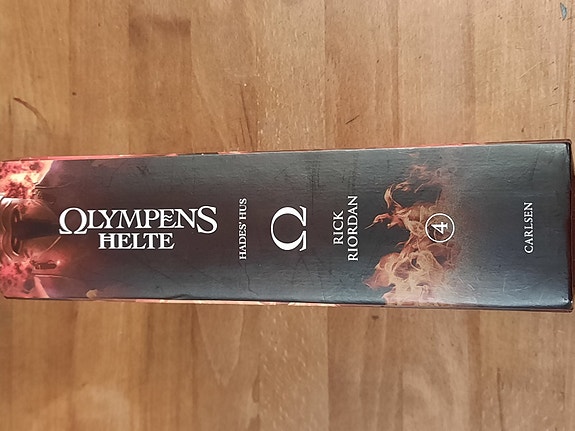 OLYMPENS
HELTE
HADES' HUS
Ω
RICK
RIORDAN
4
CARLSEN